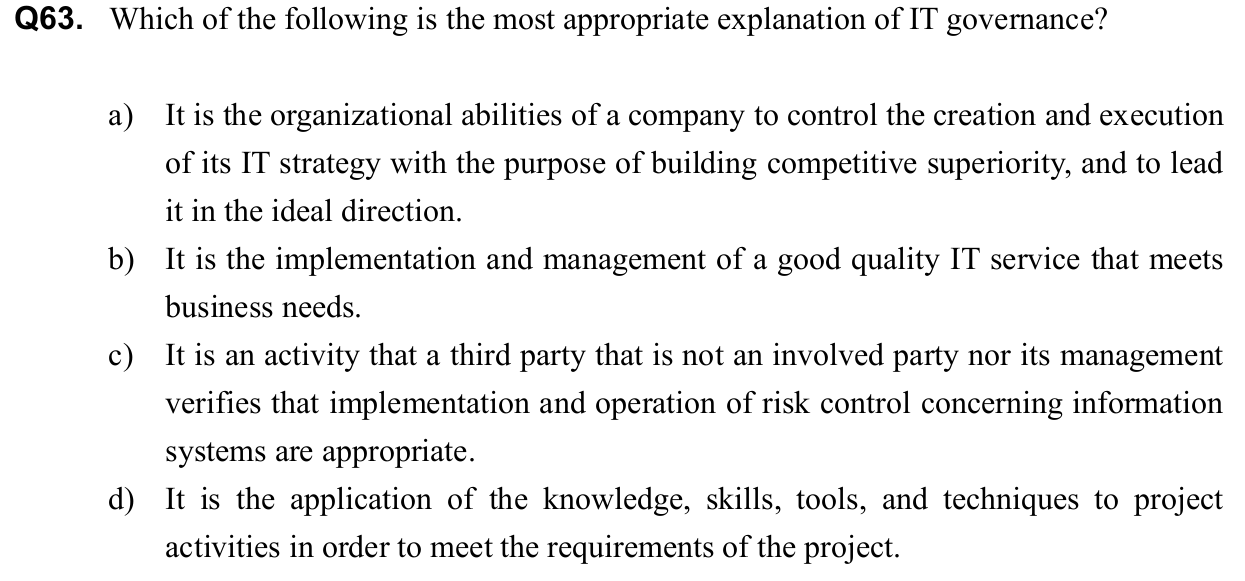 Q63. Which of the following is the most appropriate explanation of IT governance?
a) It is the organizational abilities of a company to control the creation and execution
of its IT strategy with the purpose of building competitive superiority, and to lead
it in the ideal direction.
b) It is the implementation and management of a good quality IT service that meets
business needs.
c) It is an activity that a third party that is not an involved party nor its management
verifies that implementation and operation of risk control concerning information
systems are appropriate.
d) It is the application of the knowledge, skills, tools, and techniques to project
activities in order to meet the requirements of the project.